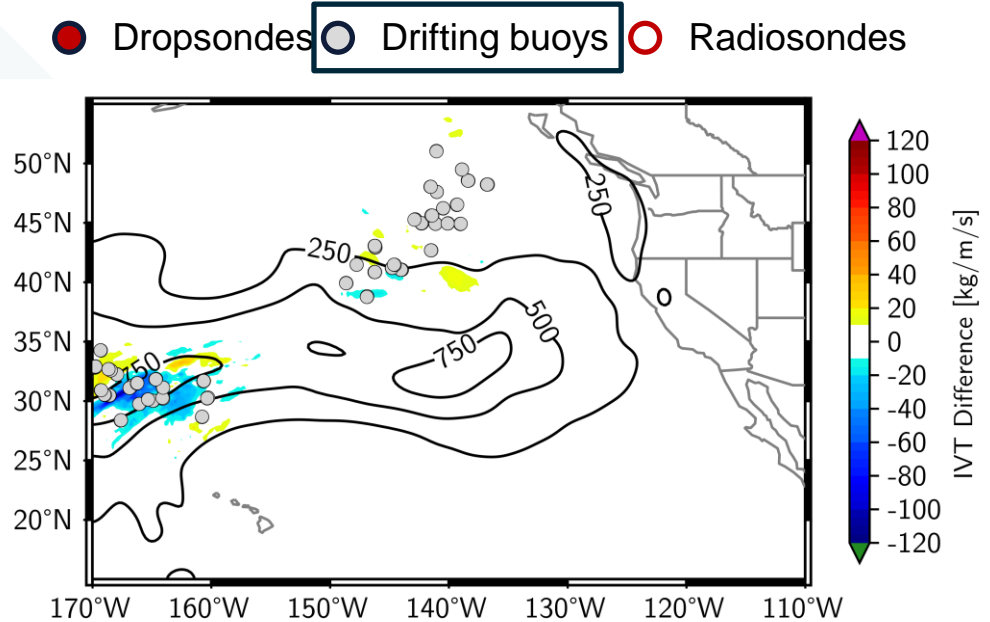 Dropsondes Drifting buoys Radiosondes
50°N
45°N
40°N
35°N
30°N
25°N
20°N
170°W 160°W 150°W 140°W 130°W 120°W 110°W
250
250
500
750
750
120
100
80
60
40
20
0
-20
-40
-60
-80
-100
-120
IVT Difference [kg/m/s]